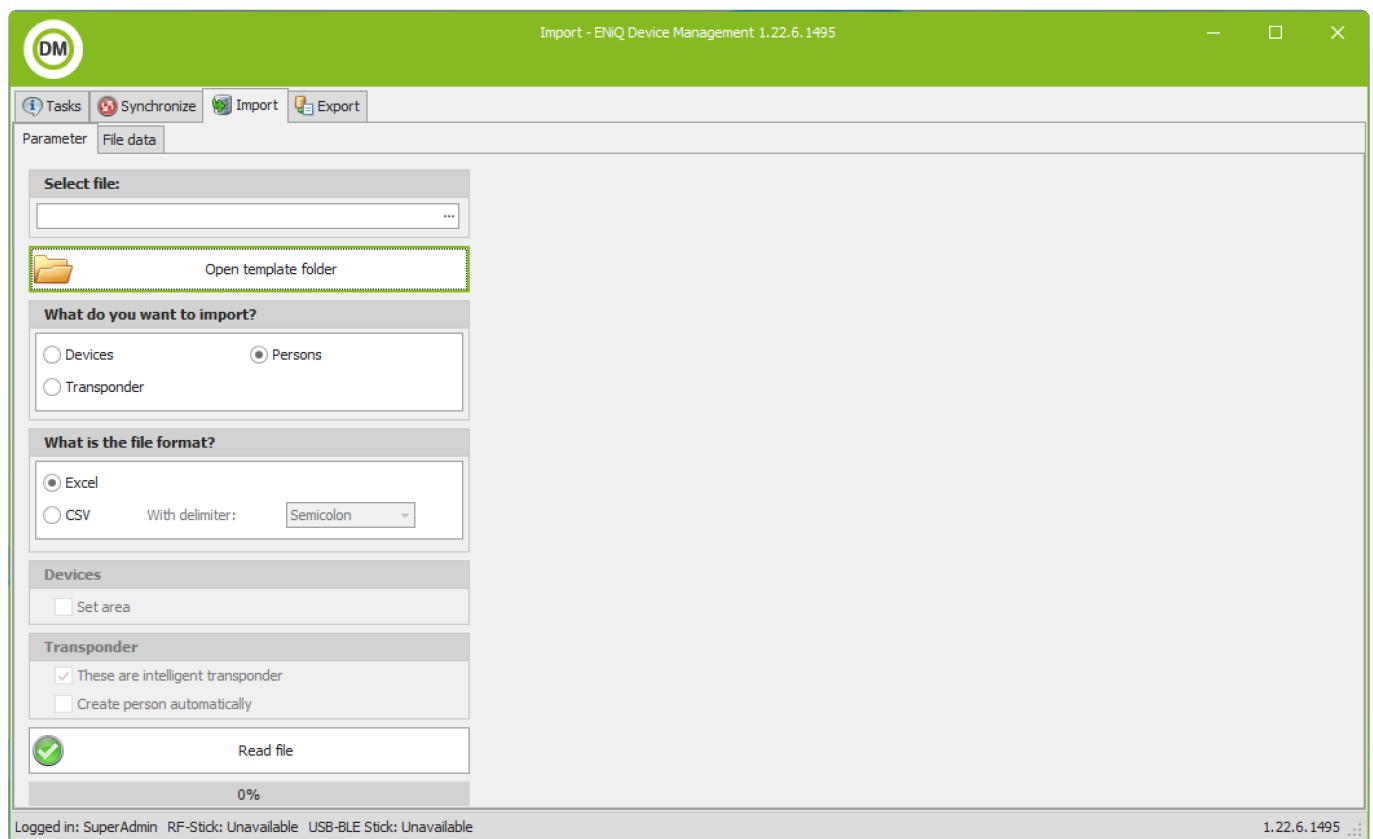 DM
Import - ENiQ Device Management 1.22.6.1495
Tasks Synchronize Import Export
Parameter File data
Select file:
...
Open template folder
What do you want to import?
Devices Persons
Transponder
What is the file format?
Excel
CSV With delimiter: Semicolon
Devices
Set area
Transponder
These are intelligent transponder
Create person automatically
Read file
0%
Logged in: SuperAdmin RF-Stick: Unavailable USB-BLE Stick: Unavailable 1.22.6.1495